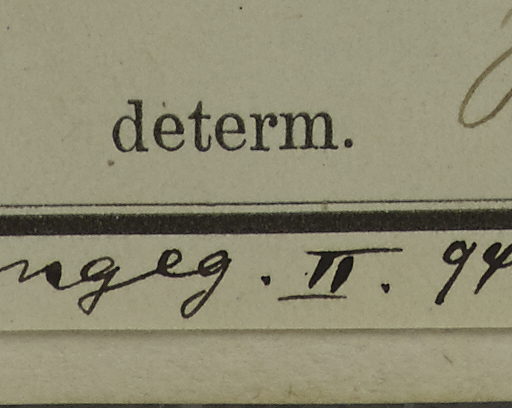 determ.
ngeg. II. 94